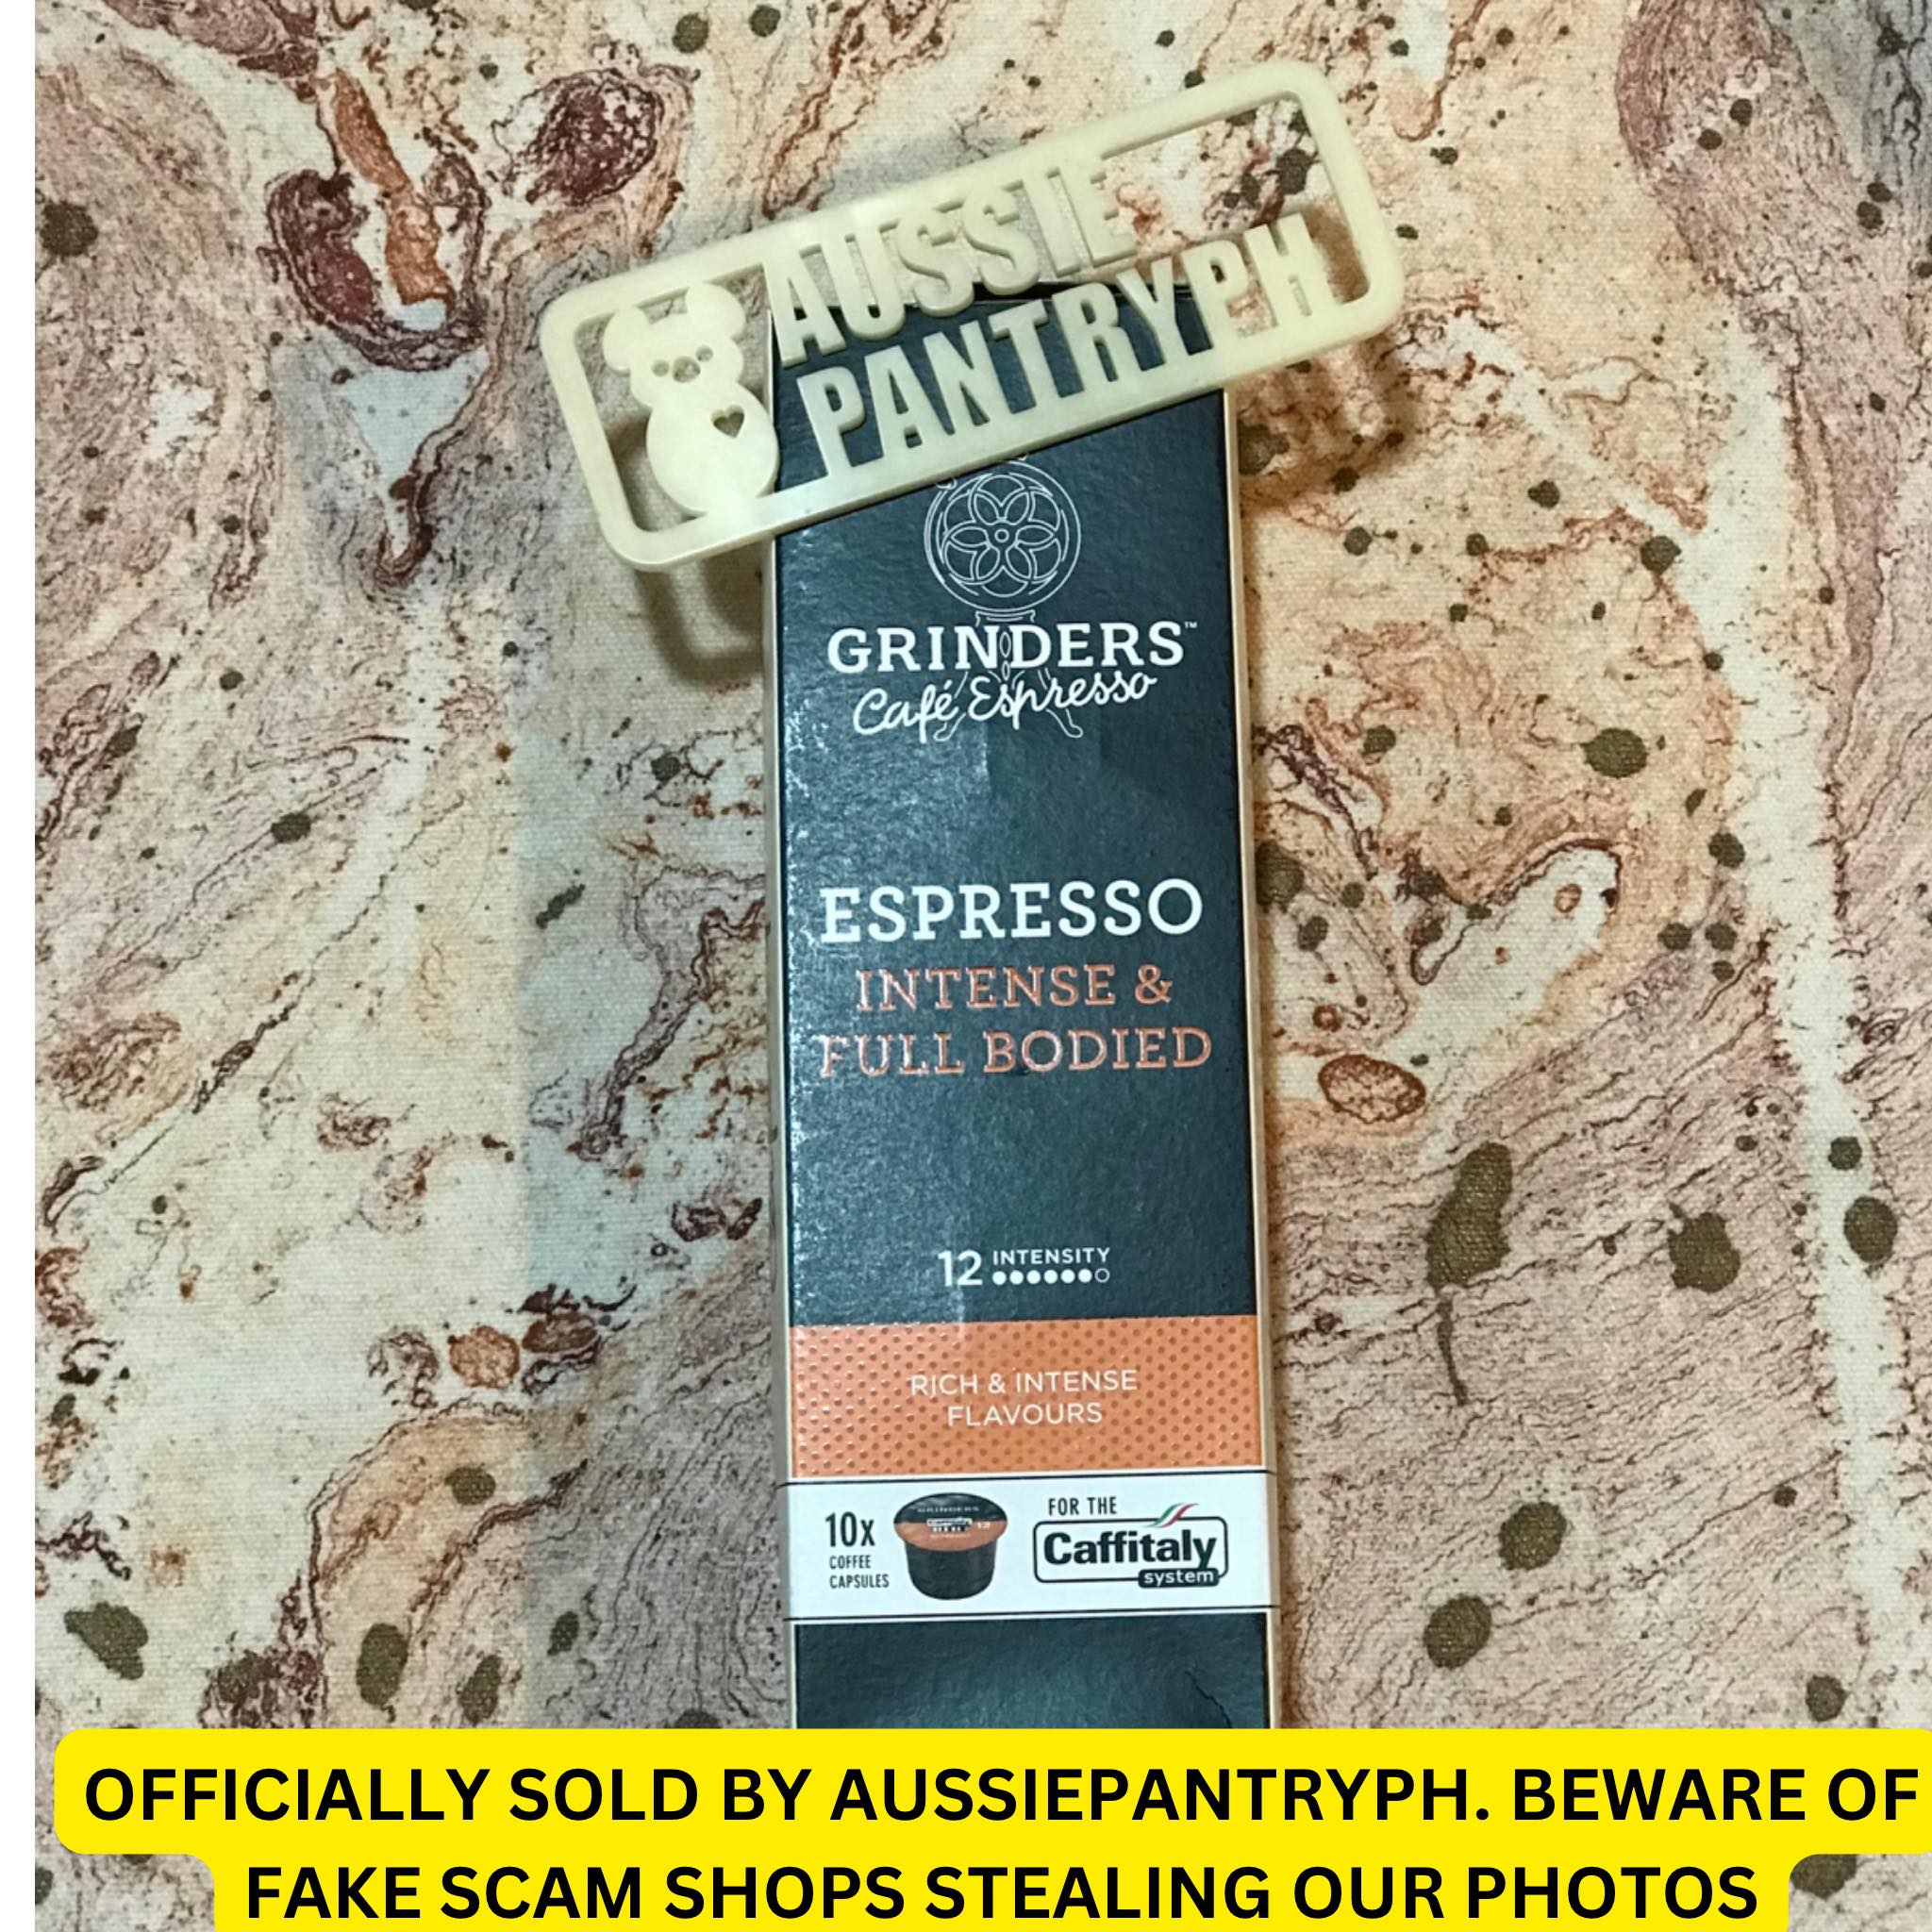 AUSSIE
PANTRYPH
GRINDERS™
Café Espresso
ESPRESSO
INTENSE &
FULL BODIED
12 INTENSITY
RICH & INTENSE
FLAVOURS
10x
COFFEE
CAPSULES
FOR THE
Caffitaly
system
OFFICIALLY SOLD BY AUSSIEPANTRYPH. BEWARE OF
FAKE SCAM SHOPS STEALING OUR PHOTOS